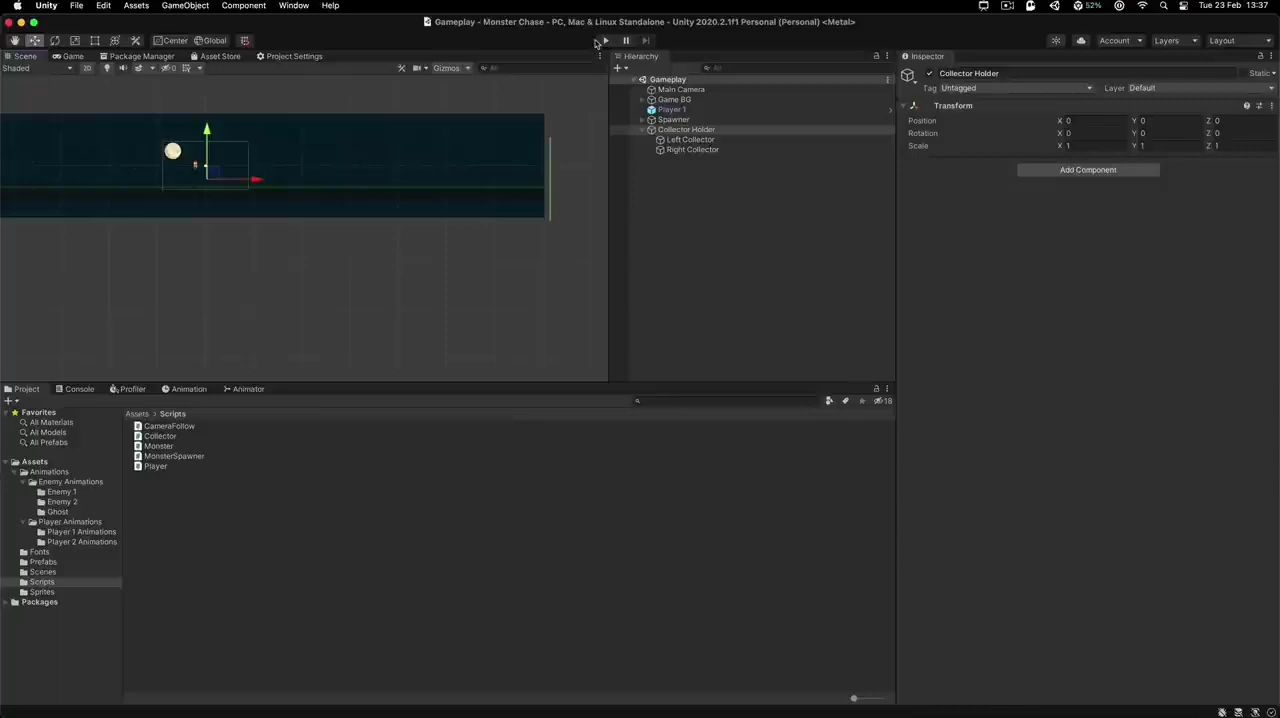 Unity File Edit Assets GameObject Component Window Help 52% Tue 23 Feb 13:37
Gameplay - Monster Chase - PC, Mac & Linux Standalone - Unity 2020.2.1f1 Personal (Personal) <Metal>
Center Global Account Layers Layout
Scene Game Package Manager Asset Store Project Settings
Shaded 2D 0 Gizmos All
Hierarchy
All
Gameplay
Main Camera
Game BG
Player 1
Spawner
Collector Holder
Left Collector
Right Collector
Inspector
Collector Holder Static
Tag Untagged Layer Default
Transform
Position X 0 Y 0 Z 0
Rotation X 0 Y 0 Z 0
Scale X 1 Y 1 Z 1
Add Component
Project Console Profiler Animation Animator
18
Favorites
All Materials
All Models
All Prefabs
Assets
Animations
Enemy Animations
Enemy 1
Enemy 2
Ghost
Player Animations
Player 1 Animations
Player 2 Animations
Fonts
Prefabs
Scenes
Scripts
Sprites
Packages
Assets > Scripts
CameraFollow
Collector
Monster
MonsterSpawner
Player